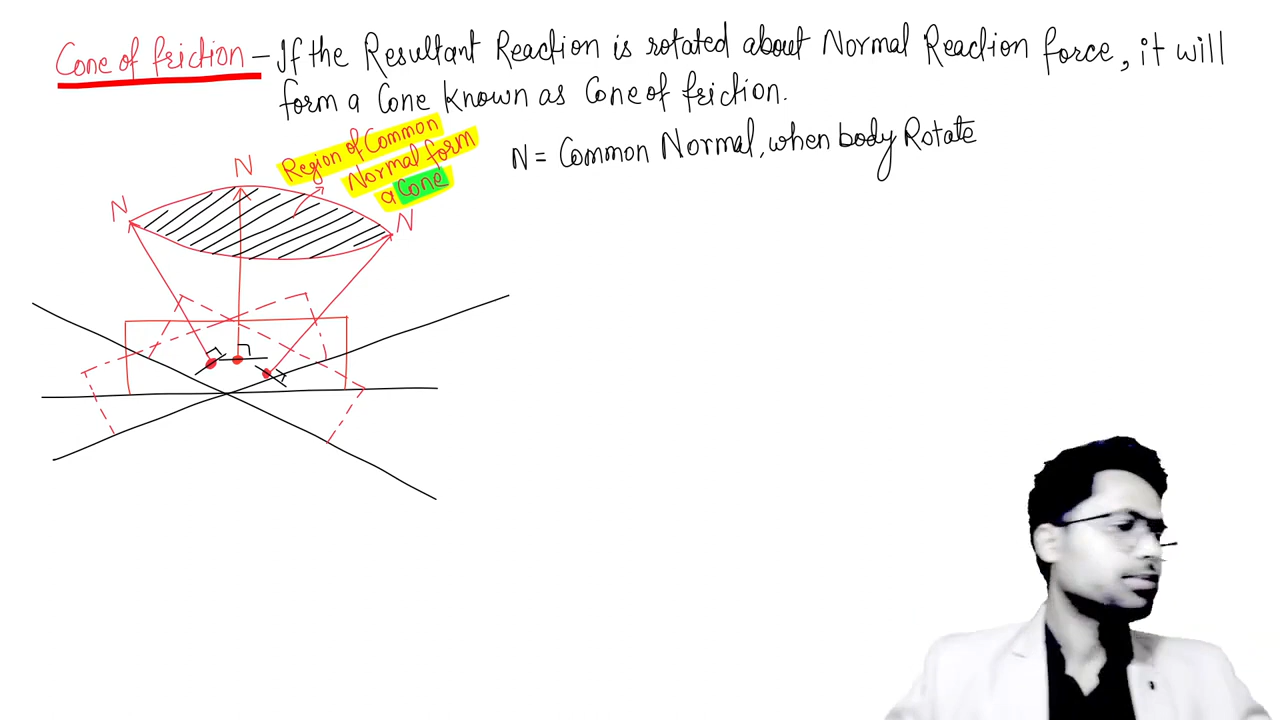 Cone of friction - If the Resultant Reaction is rotated about Normal Reaction force, it will
form a Cone known as Cone of friction.
N = Common Normal, when body Rotate
Region of Common
Normal form
a Cone
N
N
N